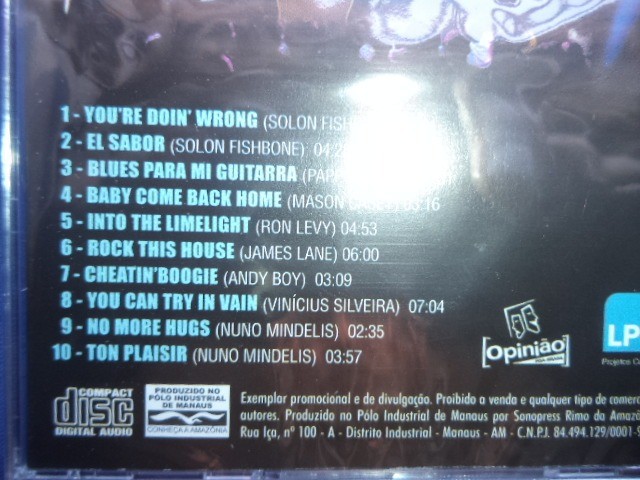 1 - YOU'RE DOIN' WRONG (SOLON
2 - EL SABOR (SOLON FISHBONE)
3 - BLUES PARA MI GUITARRA
4 - BABY COME BACK HOME (MASON 03:16
5 - INTO THE LIMELIGHT (RON LEVY) 04:53
6 - ROCK THIS HOUSE (JAMES LANE) 06:00
7 - CHEATIN'BOOGIE (ANDY BOY) 03:09
8 - YOU CAN TRY IN VAIN (VINÍCIUS SILVEIRA) 07:04
9 - NO MORE HUGS (NUNO MINDELIS) 02:35
10 - TON PLAISIR (NUNO MINDELIS) 03:57
Opinião
LP
COMPACT
disc
DIGITAL AUDIO
PRODUZIDO NO
PÓLO INDUSTRIAL
DE MANAUS
CONHEÇA A AMAZÔNIA
Exemplar promocional e de divulgação. Proibido a venda e qualquer tipo de
autores. Produzido no Pólo Industrial de Manaus por Sonopress Rimo da
Rua Iça, nº 100 - A - Distrito Industrial - Manaus - AM - C.N.P.J. 84.494.129/0001-